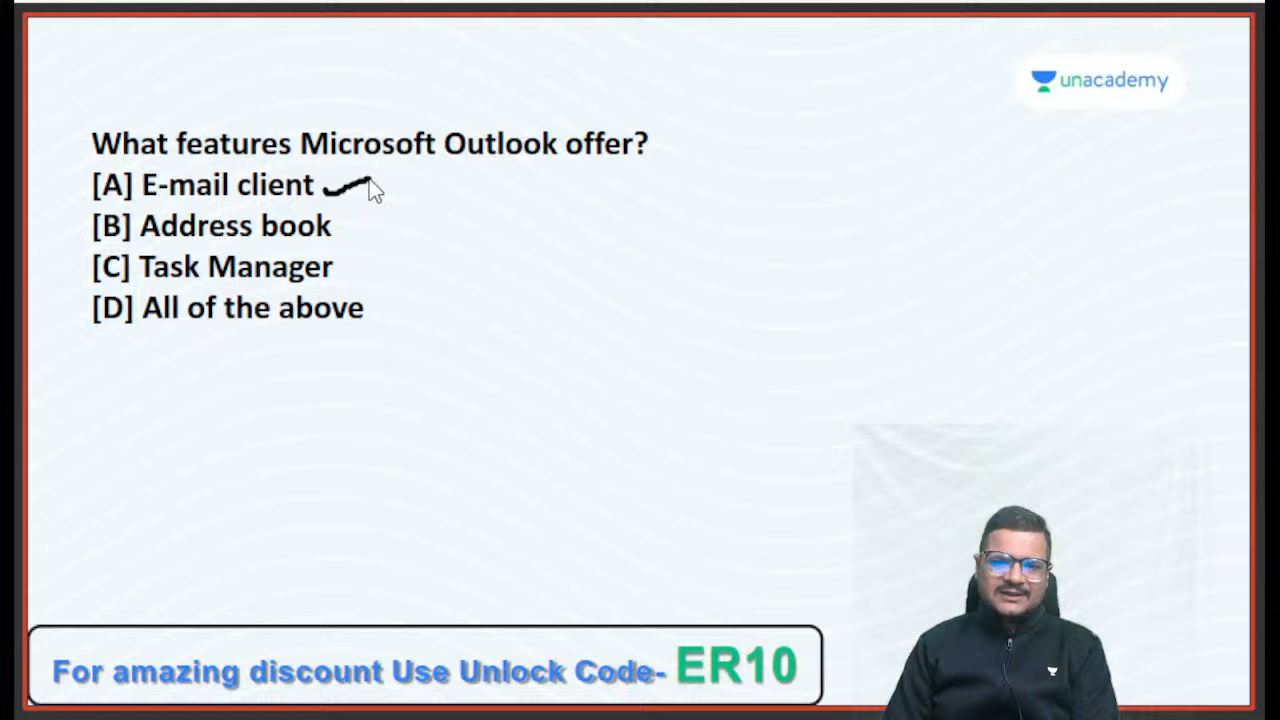 unacademy
What features Microsoft Outlook offer?
[A] E-mail client
[B] Address book
[C] Task Manager
[D] All of the above
For amazing discount Use Unlock Code- ER10